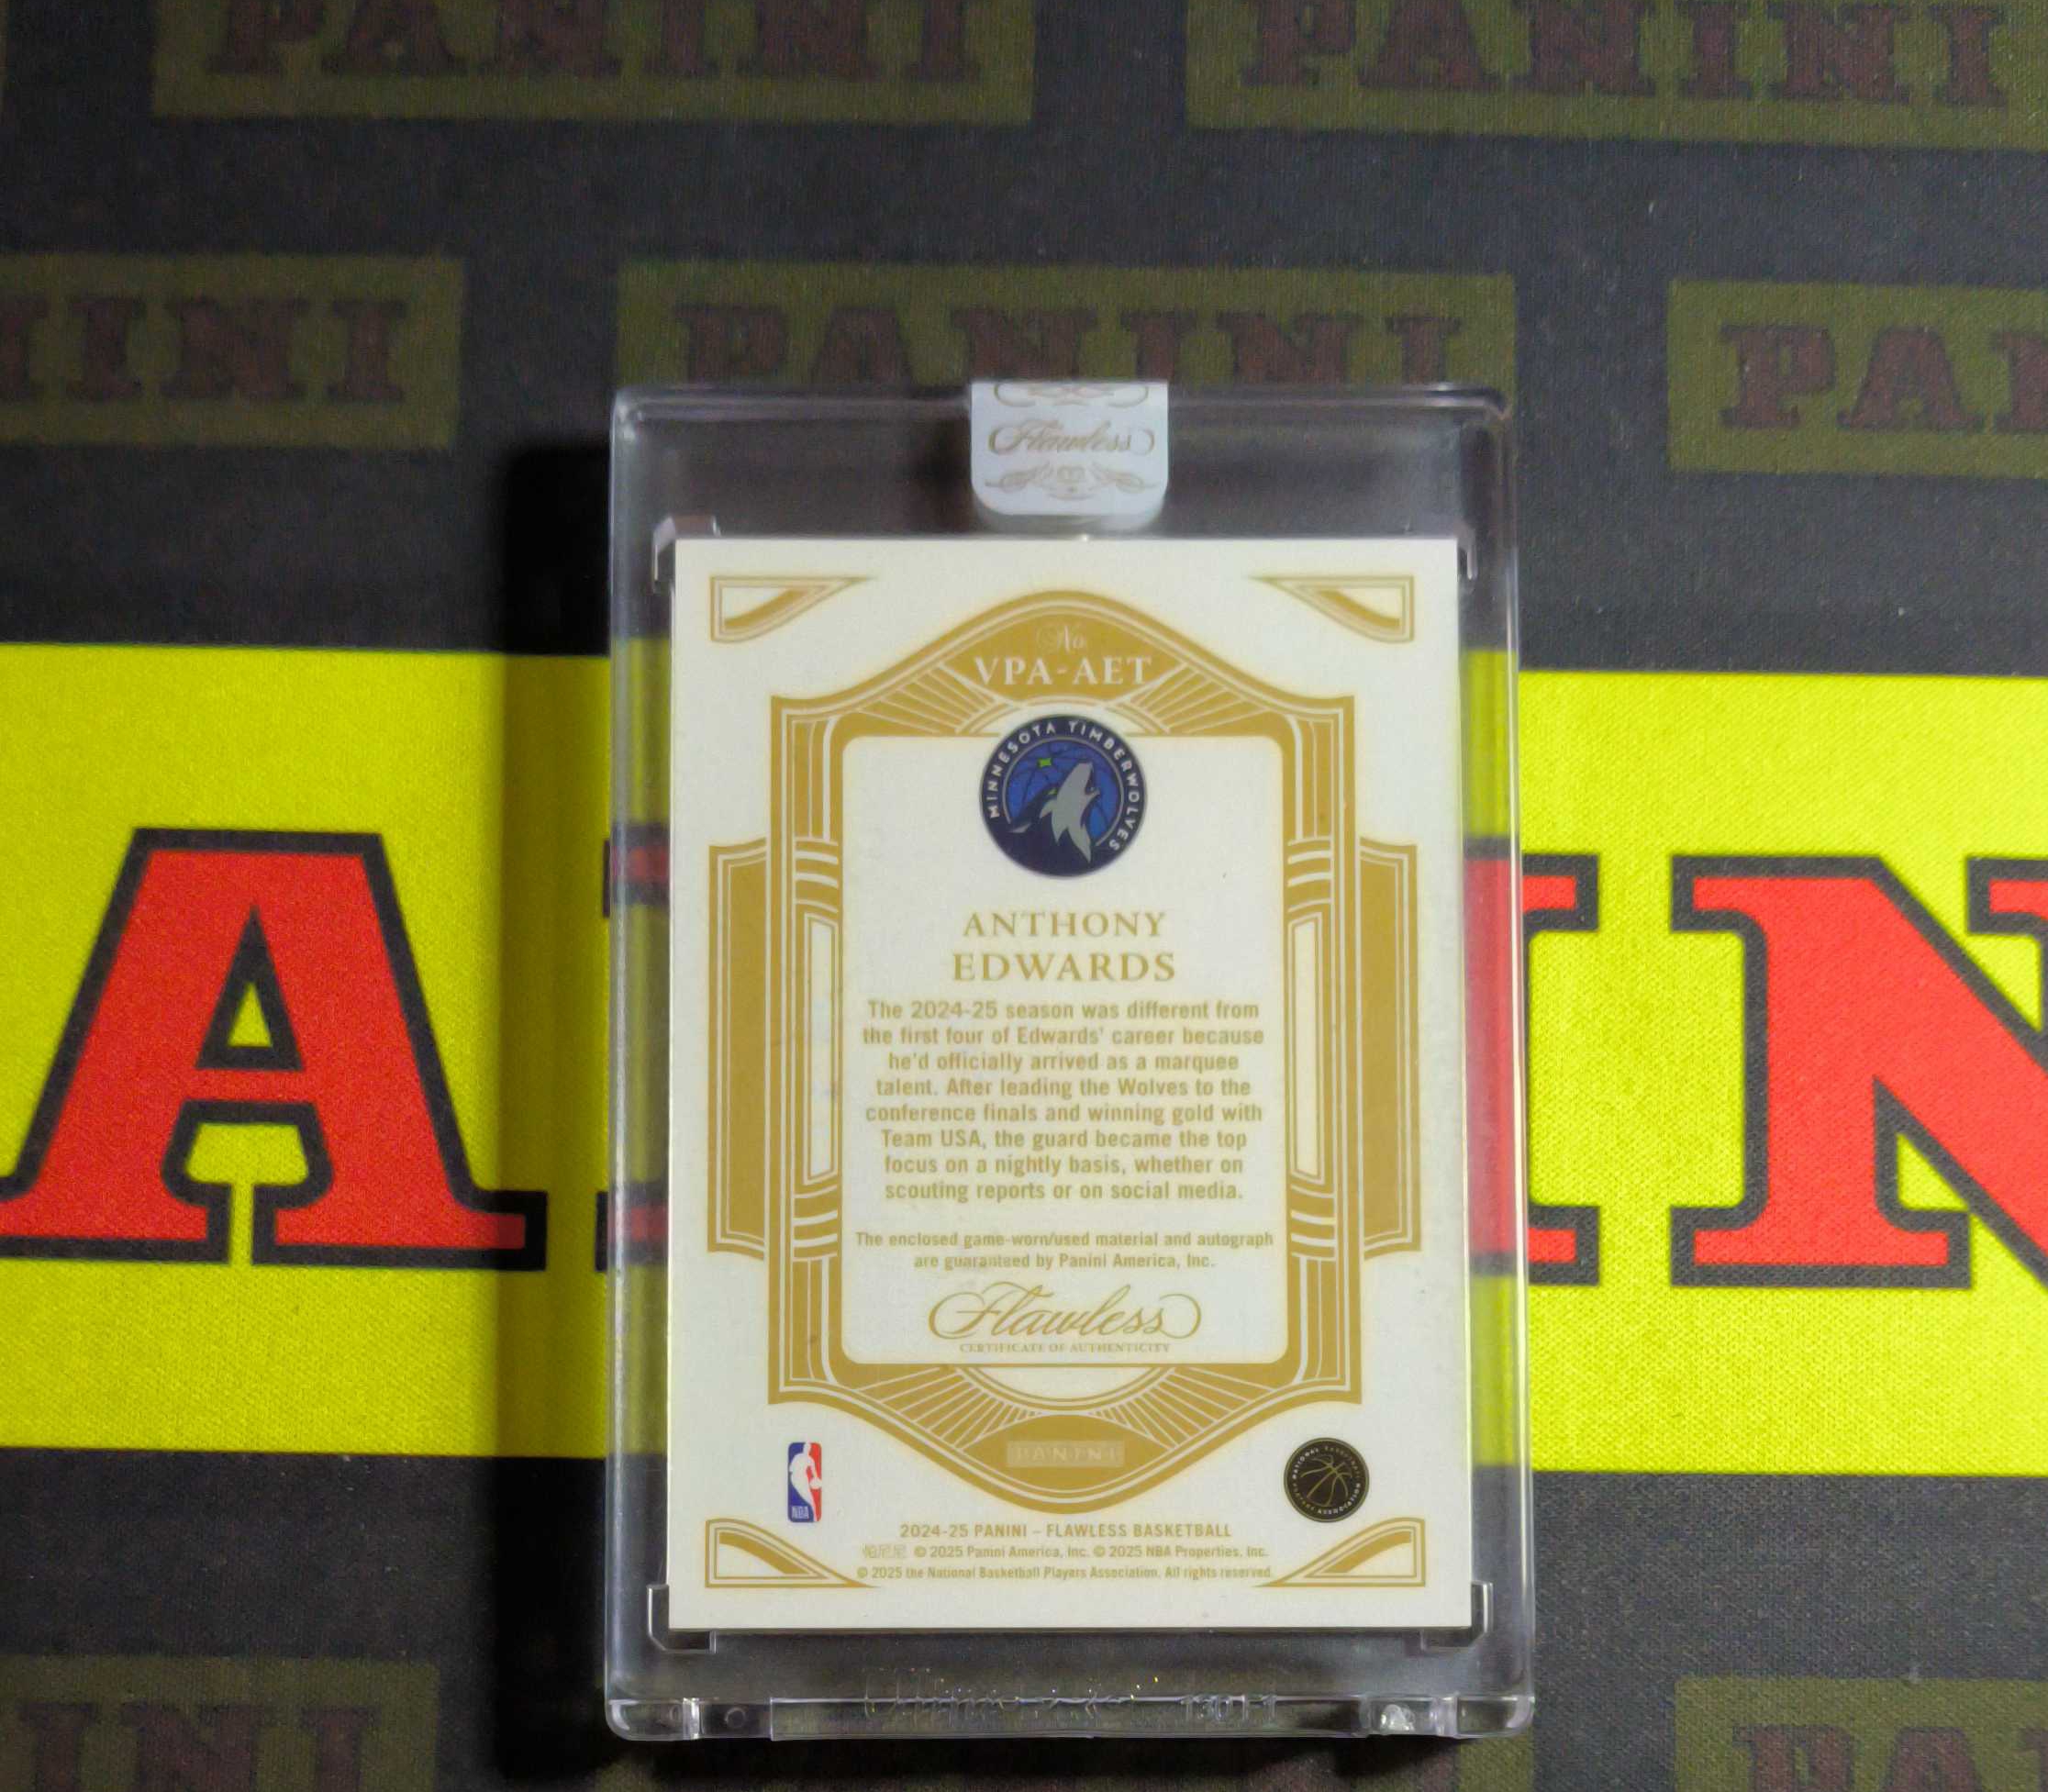 PANINI
PANINI
PANINI
PAN
Flawless
No.
VPA-AET
MINNESOTA TIMBERWOLVES
ANTHONY
EDWARDS
The 2024-25 season was different from
the first four of Edwards' career because
he'd officially arrived as a marquee
talent. After leading the Wolves to the
conference finals and winning gold with
Team USA, the guard became the top
focus on a nightly basis, whether on
scouting reports or on social media.
The enclosed game-worn/used material and autograph
are guaranteed by Panini America, Inc.
Flawless
CERTIFICATE OF AUTHENTICITY
PANINI
NBA
NATIONAL BASKETBALL
PLAYERS ASSOCIATION
2024-25 PANINI – FLAWLESS BASKETBALL
© 2025 Panini America, Inc. © 2025 NBA Properties, Inc.
© 2025 the National Basketball Players Association. All rights reserved.